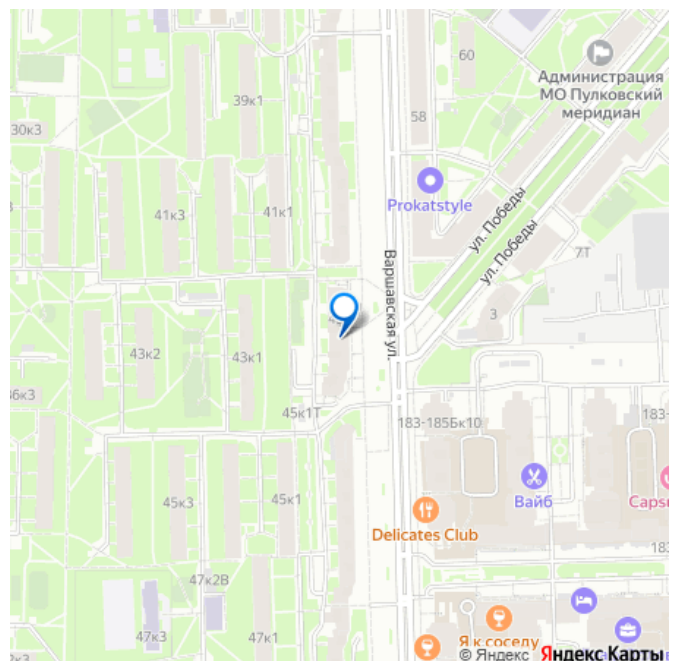 60
Администрация
МО Пулковский
меридиан
39к1
58
30к3
Prokatstyle
ул. Победы
41к3
41к1
ул. Победы
Варшавская ул.
7Т
3
43к2
43к1
45к1Т
183-185Бк10
183-
45к3
45к1
Вайб
Caps
Delicates Club
183
47к2В
47к3
47к1
Я к соседу
© Яндекс Яндекс Карты